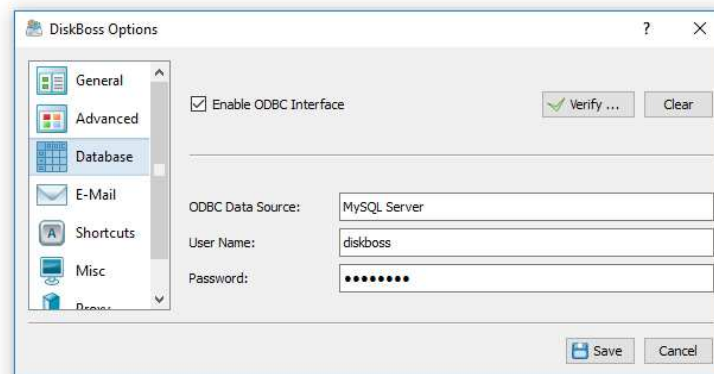 DiskBoss Options
?
General
Advanced
Database
E-Mail
Shortcuts
Misc
Proxy
Enable ODBC Interface
Verify ...
Clear
ODBC Data Source:
MySQL Server
User Name:
diskboss
Password:
••••••••
Save
Cancel